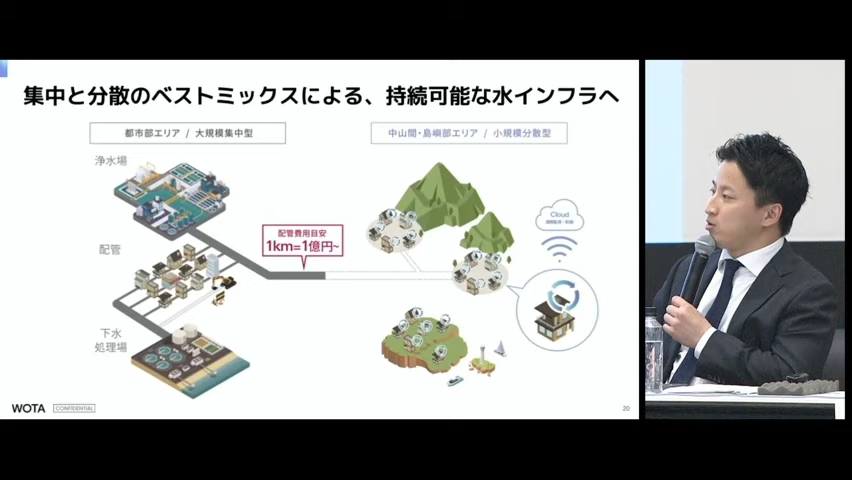 集中と分散のベストミックスによる、持続可能な水インフラへ
都市部エリア / 大規模集中型
中山間・島嶼部エリア / 小規模分散型
浄水場
配管費用目安
1km=1億円~
Cloud
配管
下水
処理場
WOTA
CONFIDENTIAL
20